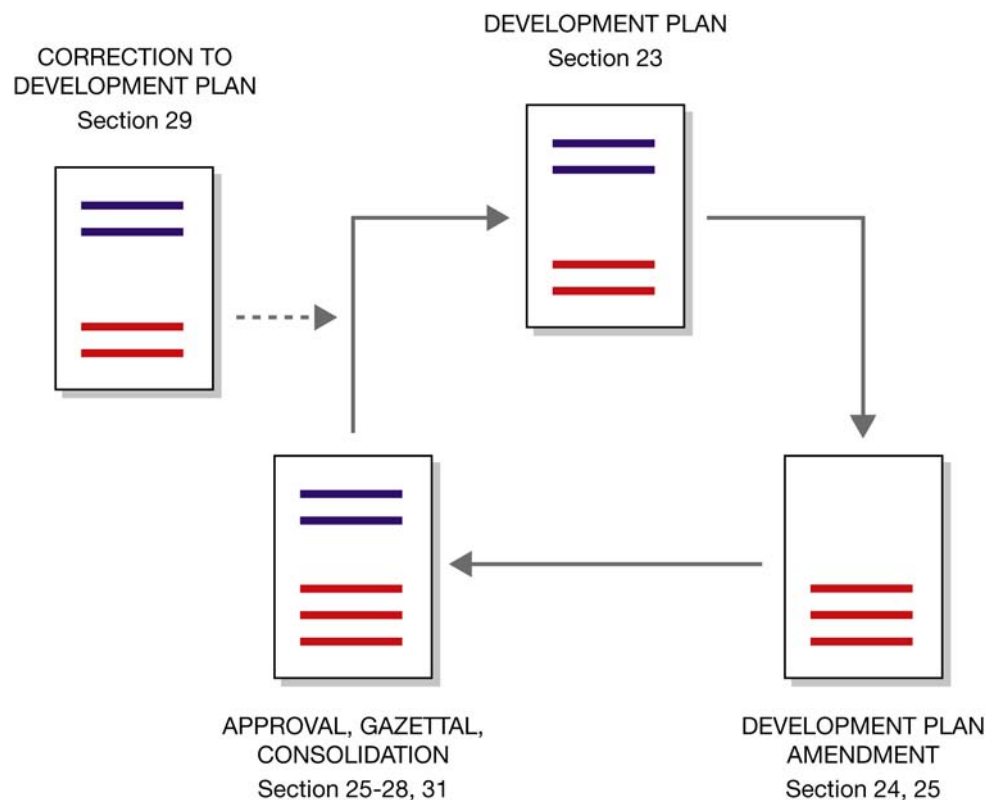 DEVELOPMENT PLAN
Section 23
CORRECTION TO
DEVELOPMENT PLAN
Section 29
APPROVAL, GAZETTAL,
CONSOLIDATION
Section 25-28, 31
DEVELOPMENT PLAN
AMENDMENT
Section 24, 25